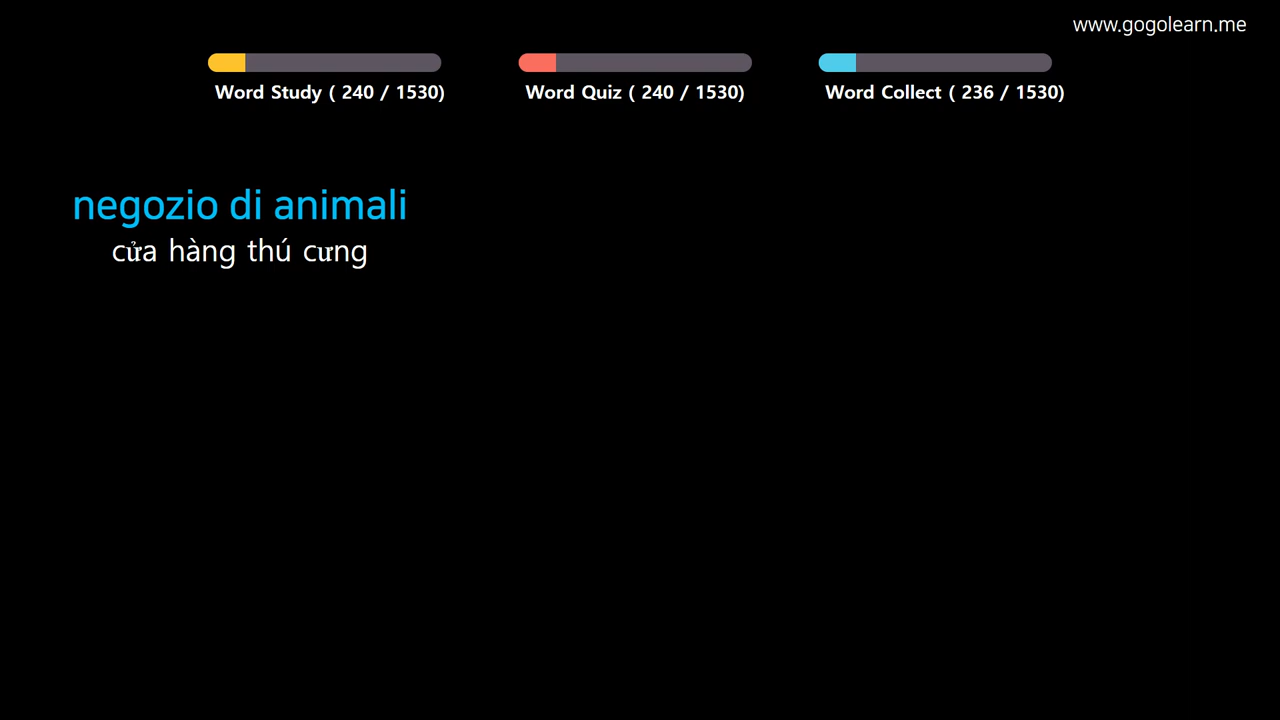 www.gogolearn.me
Word Study ( 240 / 1530)
Word Quiz ( 240 / 1530)
Word Collect ( 236 / 1530)
negozio di animali
cửa hàng thú cưng